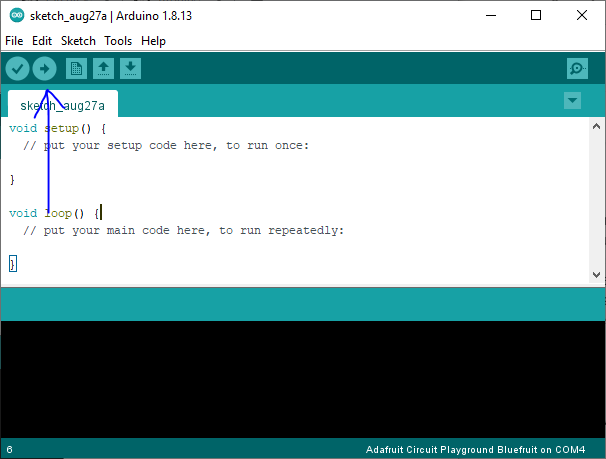 sketch_aug27a | Arduino 1.8.13
File Edit Sketch Tools Help
sketch_aug27a
void setup() {
  // put your setup code here, to run once:
}
void loop() {
  // put your main code here, to run repeatedly:
}
6 Adafruit Circuit Playground Bluefruit on COM4